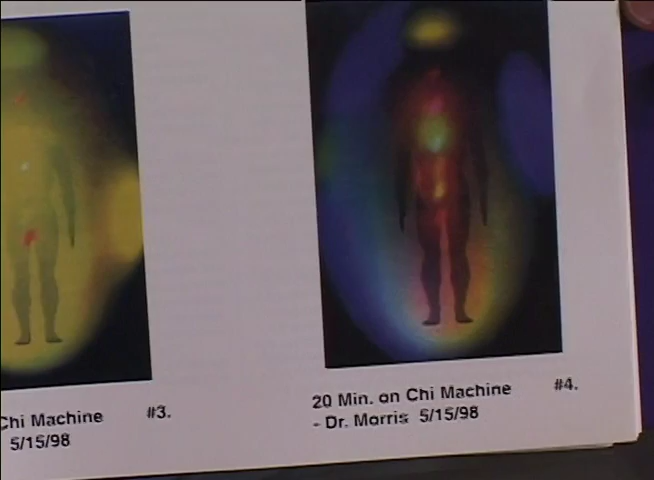 Chi Machine #3.
5/15/98
20 Min. on Chi Machine #4.
- Dr. Morris 5/15/98